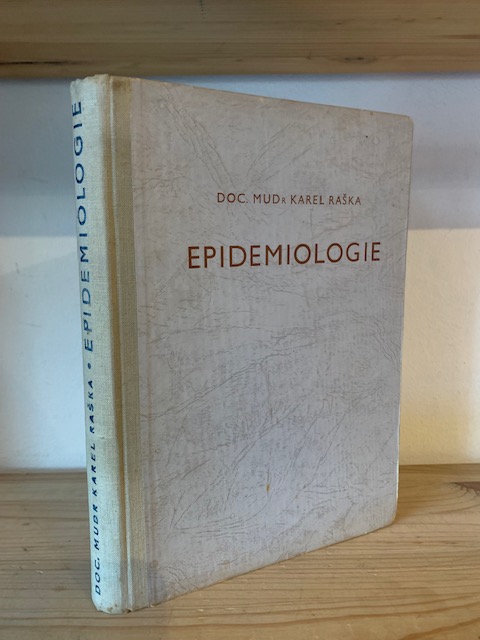 DOC. MUDR KAREL RAŠKA
EPIDEMIOLOGIE
DOC. MUDR KAREL RAŠKA • EPIDEMIOLOGIE